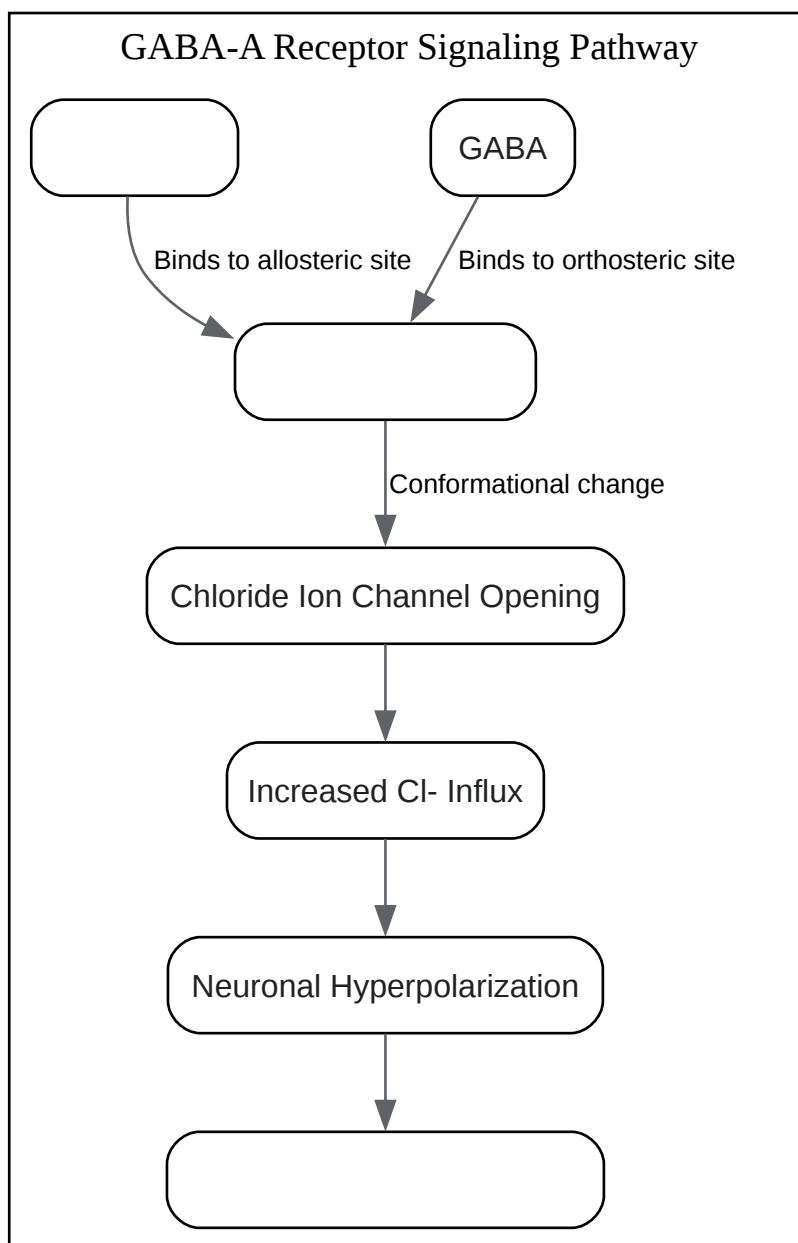 GABA-A Receptor Signaling Pathway
GABA
Binds to allosteric site
Binds to orthosteric site
Conformational change
Chloride Ion Channel Opening
Increased Cl- Influx
Neuronal Hyperpolarization